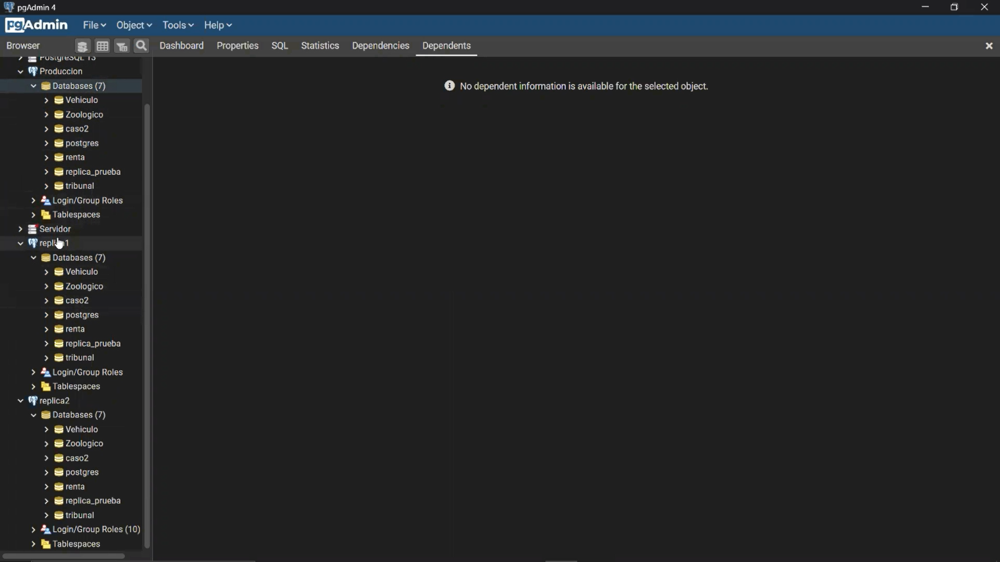 pgAdmin 4
pgAdmin File Object Tools Help
Browser Dashboard Properties SQL Statistics Dependencies Dependents
PostgreSQL 13
Produccion
Databases (7)
Vehiculo
Zoologico
caso2
postgres
renta
replica_prueba
tribunal
Login/Group Roles
Tablespaces
Servidor
replica1
Databases (7)
Vehiculo
Zoologico
caso2
postgres
renta
replica_prueba
tribunal
Login/Group Roles
Tablespaces
replica2
Databases (7)
Vehiculo
Zoologico
caso2
postgres
renta
replica_prueba
tribunal
Login/Group Roles (10)
Tablespaces
No dependent information is available for the selected object.